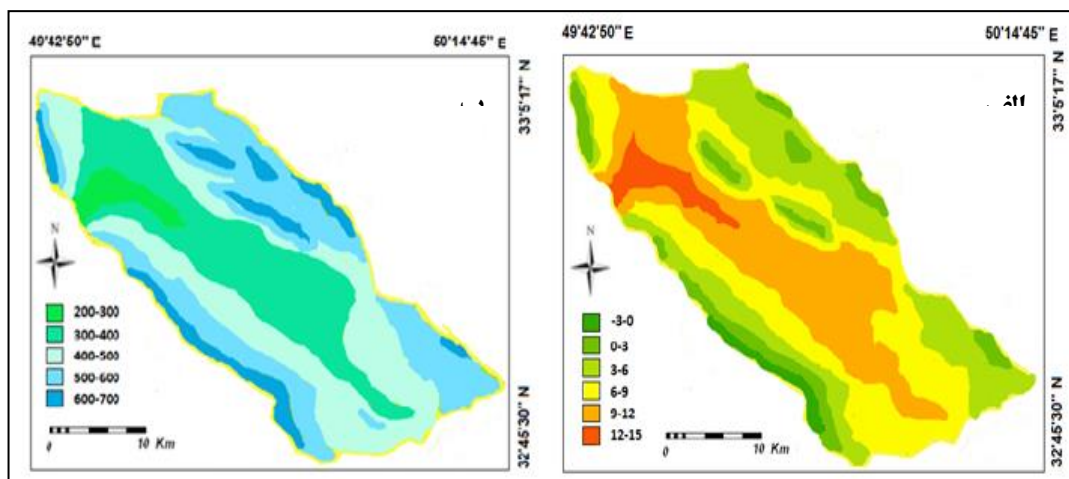 49°42'50" E
50°14'45" E
33°5'17" N
32°45'30" N
N
200-300
300-400
400-500
500-600
600-700
0
10 Km
49°42'50" E
50°14'45" E
33°5'17" N
32°45'30" N
N
-3-0
0-3
3-6
6-9
9-12
12-15
0
10 Km